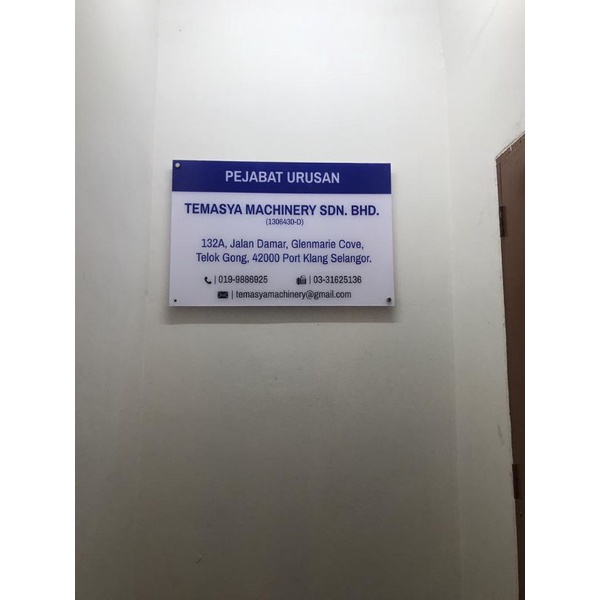 PEJABAT URUSAN
TEMASYA MACHINERY SDN. BHD.
(1306430-D)
132A, Jalan Damar, Glenmarie Cove,
Telok Gong, 42000 Port Klang Selangor.
| 019-9886925 | 03-31625136
| temasyamachinery@gmail.com